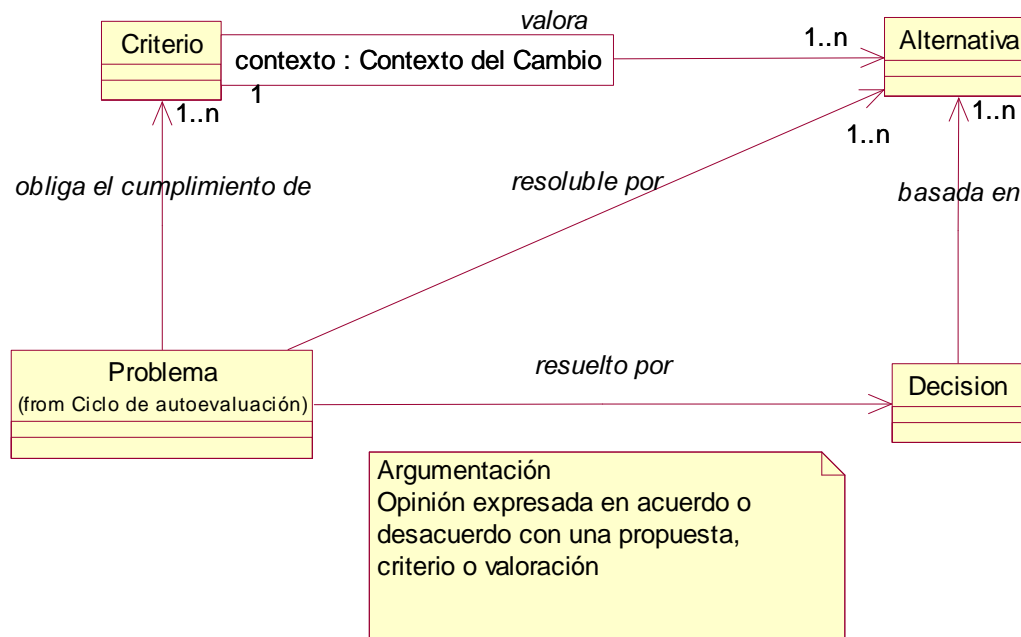 valora
Criterio
1..n
Alternativa
contexto : Contexto del Cambio
1
1..n
1..n
1..n
obliga el cumplimiento de
resoluble por
basada en
Problema
(from Ciclo de autoevaluación)
resuelto por
Decision
Argumentación
Opinión expresada en acuerdo o
desacuerdo con una propuesta,
criterio o valoración